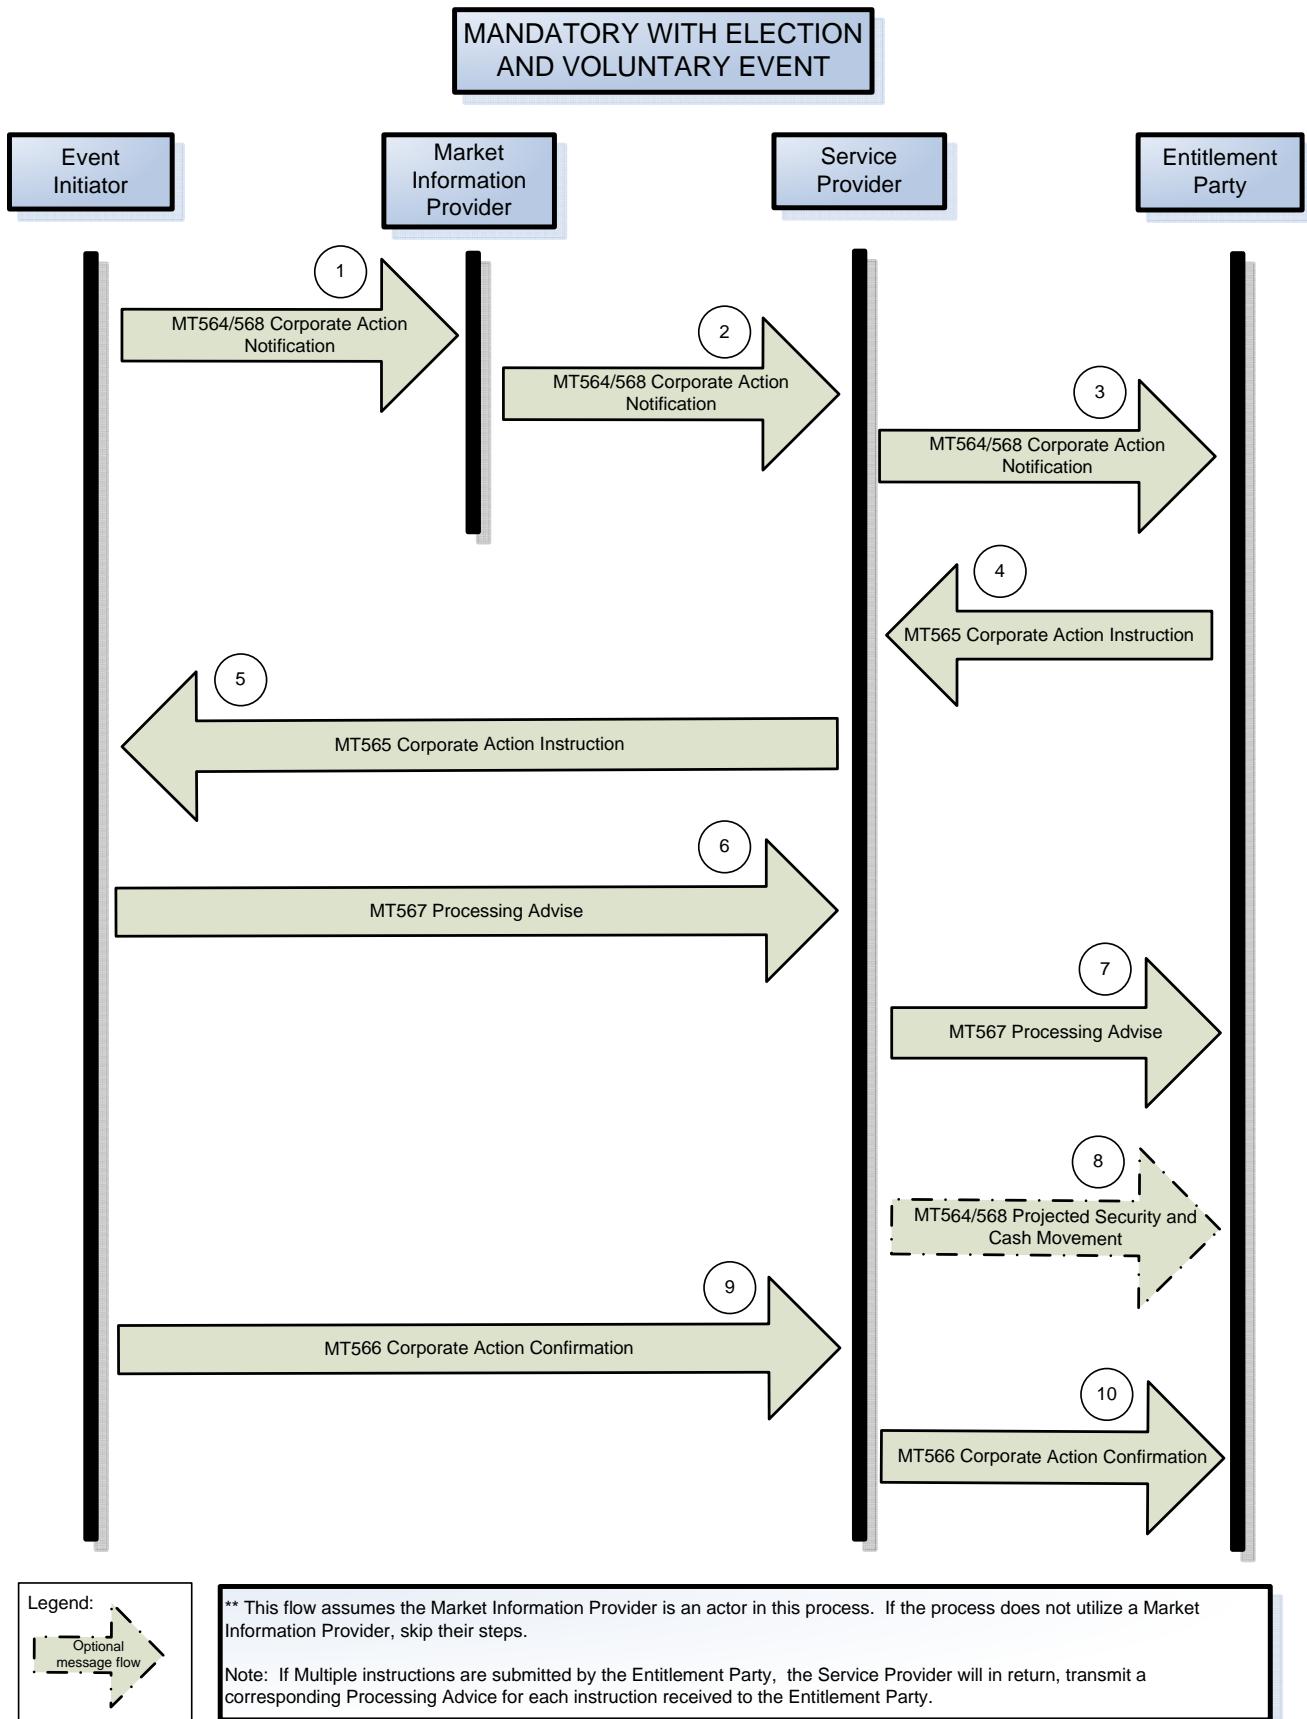 MANDATORY WITH ELECTION
AND VOLUNTARY EVENT
Event
Initiator
Market
Information
Provider
Service
Provider
Entitlement
Party
1
MT564/568 Corporate Action
Notification
2
MT564/568 Corporate Action
Notification
3
MT564/568 Corporate Action
Notification
4
MT565 Corporate Action Instruction
5
MT565 Corporate Action Instruction
6
MT567 Processing Advise
7
MT567 Processing Advise
8
MT564/568 Projected Security and
Cash Movement
9
MT566 Corporate Action Confirmation
10
MT566 Corporate Action Confirmation
Legend:
Optional
message flow
** This flow assumes the Market Information Provider is an actor in this process. If the process does not utilize a Market
Information Provider, skip their steps.
Note: If Multiple instructions are submitted by the Entitlement Party, the Service Provider will in return, transmit a
corresponding Processing Advice for each instruction received to the Entitlement Party.